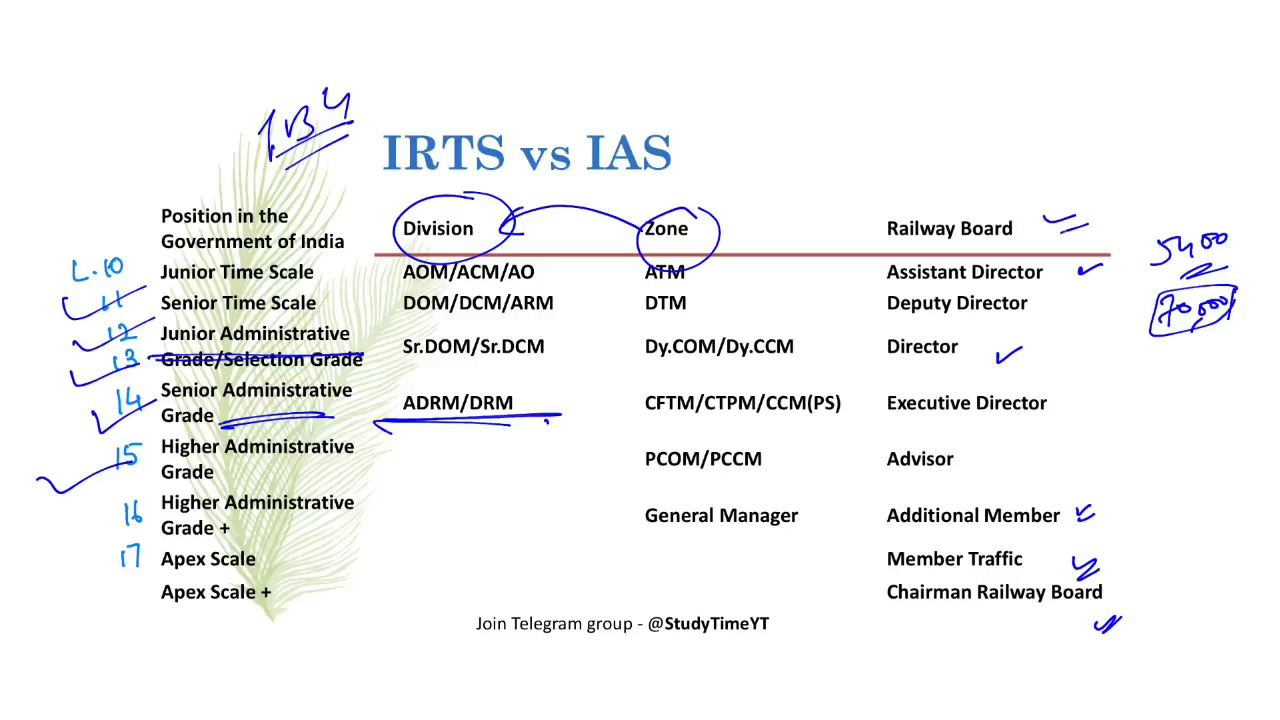 IRTS vs IAS
Position in the
Government of India
Division
Zone
Railway Board
L.10
Junior Time Scale
AOM/ACM/AO
ATM
Assistant Director
5400
11
Senior Time Scale
DOM/DCM/ARM
DTM
Deputy Director
70,000
12
Junior Administrative
13
Grade/Selection Grade
Sr.DOM/Sr.DCM
Dy.COM/Dy.CCM
Director
14
Senior Administrative
Grade
ADRM/DRM
CFTM/CTPM/CCM(PS)
Executive Director
15
Higher Administrative
Grade
PCOM/PCCM
Advisor
16
Higher Administrative
Grade +
General Manager
Additional Member
17
Apex Scale
Member Traffic
Apex Scale +
Chairman Railway Board
Join Telegram group - @StudyTimeYT